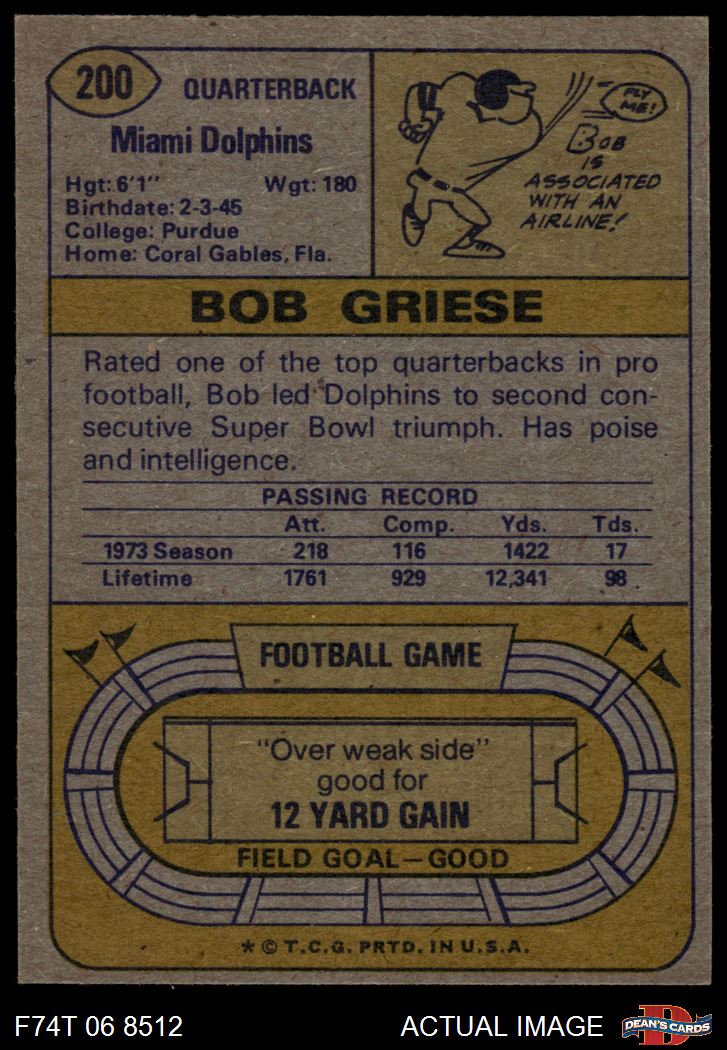 200
QUARTERBACK
Miami Dolphins
Hgt: 6'1" Wgt: 180
Birthdate: 2-3-45
College: Purdue
Home: Coral Gables, Fla.
FLY
ME!
BOB
IS
ASSOCIATED
WITH AN
AIRLINE!
BOB GRIESE
Rated one of the top quarterbacks in pro
football, Bob led Dolphins to second con-
secutive Super Bowl triumph. Has poise
and intelligence.
PASSING RECORD
Att. Comp. Yds. Tds.
1973 Season 218 116 1422 17
Lifetime 1761 929 12,341 98
FOOTBALL GAME
"Over weak side"
good for
12 YARD GAIN
FIELD GOAL—GOOD
* © T.C.G. PRTD. IN U.S.A.
F74T 06 8512 ACTUAL IMAGE
D
DEAN'S CARDS